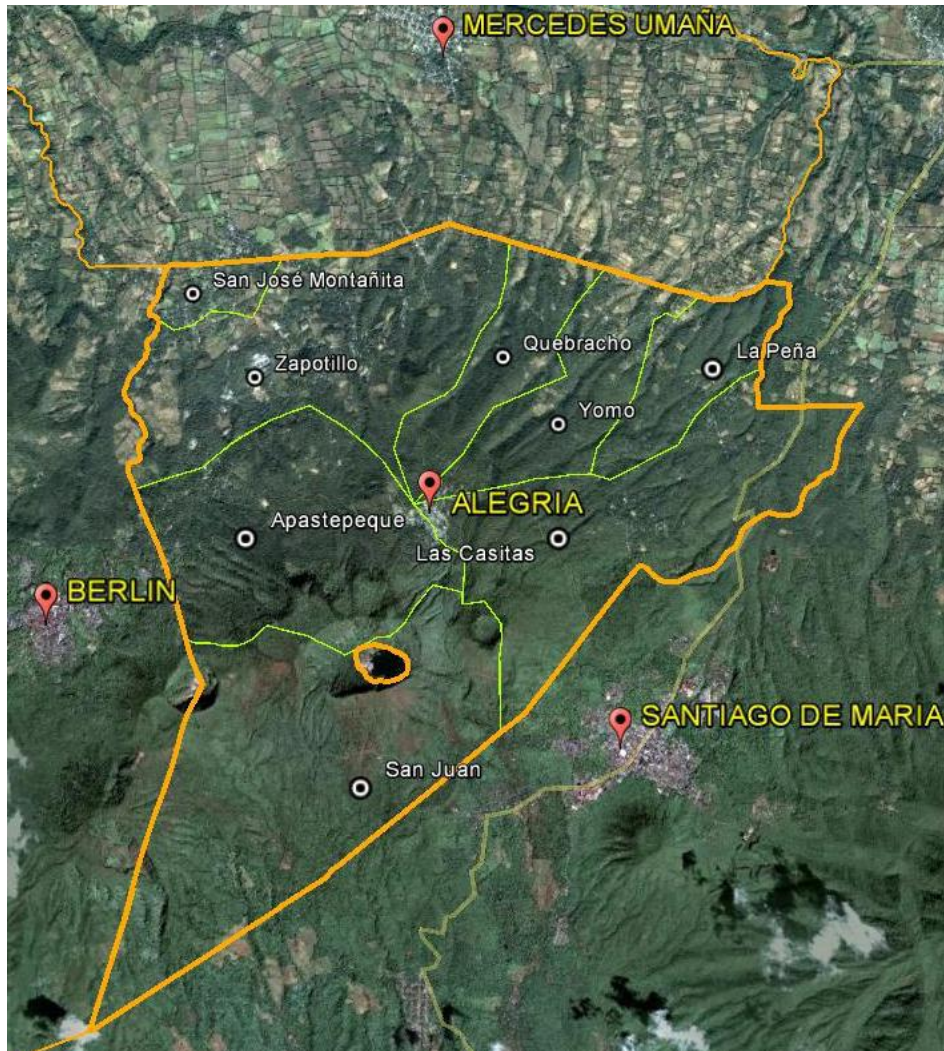 MERCEDES UMAÑA
San José Montañita
Quebracho
La Peña
Zapotillo
Yomo
ALEGRIA
Apastepeque
Las Casitas
BERLIN
SANTIAGO DE MARIA
San Juan